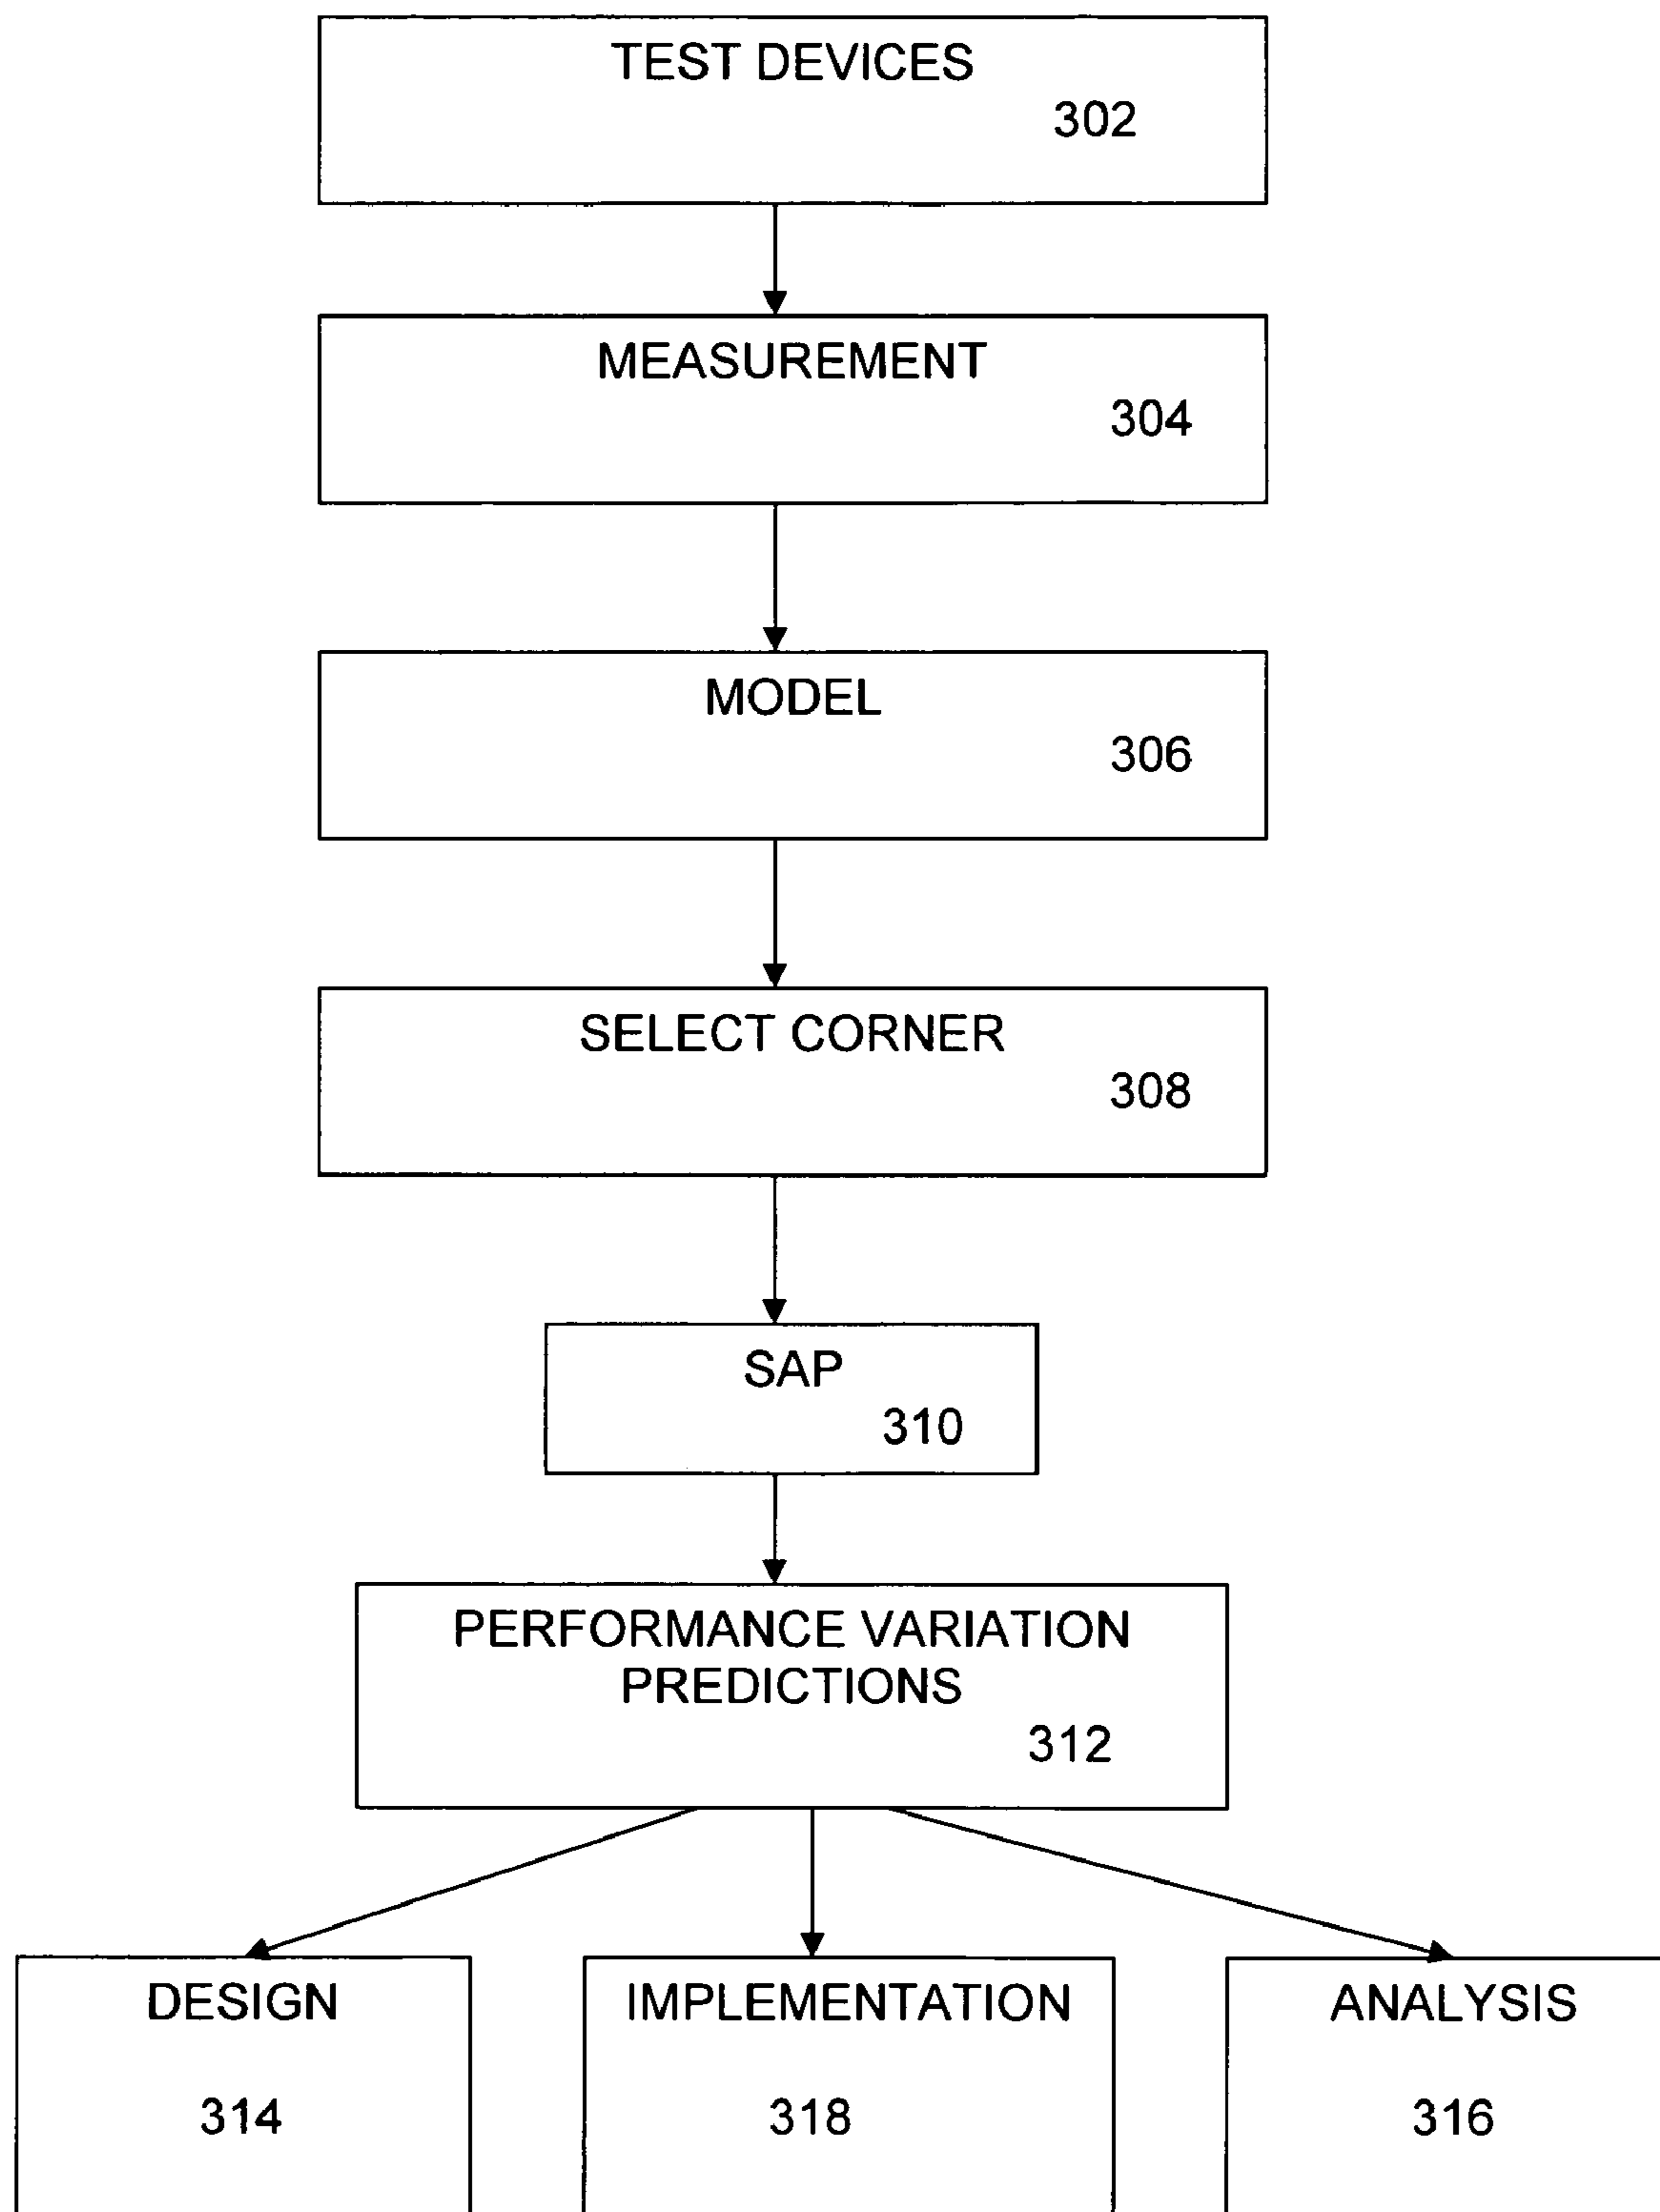 TEST DEVICES
302
MEASUREMENT
304
MODEL
306
SELECT CORNER
308
SAP
310
PERFORMANCE VARIATION
PREDICTIONS
312
DESIGN
314
IMPLEMENTATION
318
ANALYSIS
316